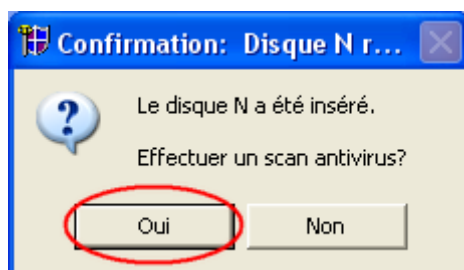 Confirmation: Disque N r...
Le disque N a été inséré.
Effectuer un scan antivirus?
Oui
Non